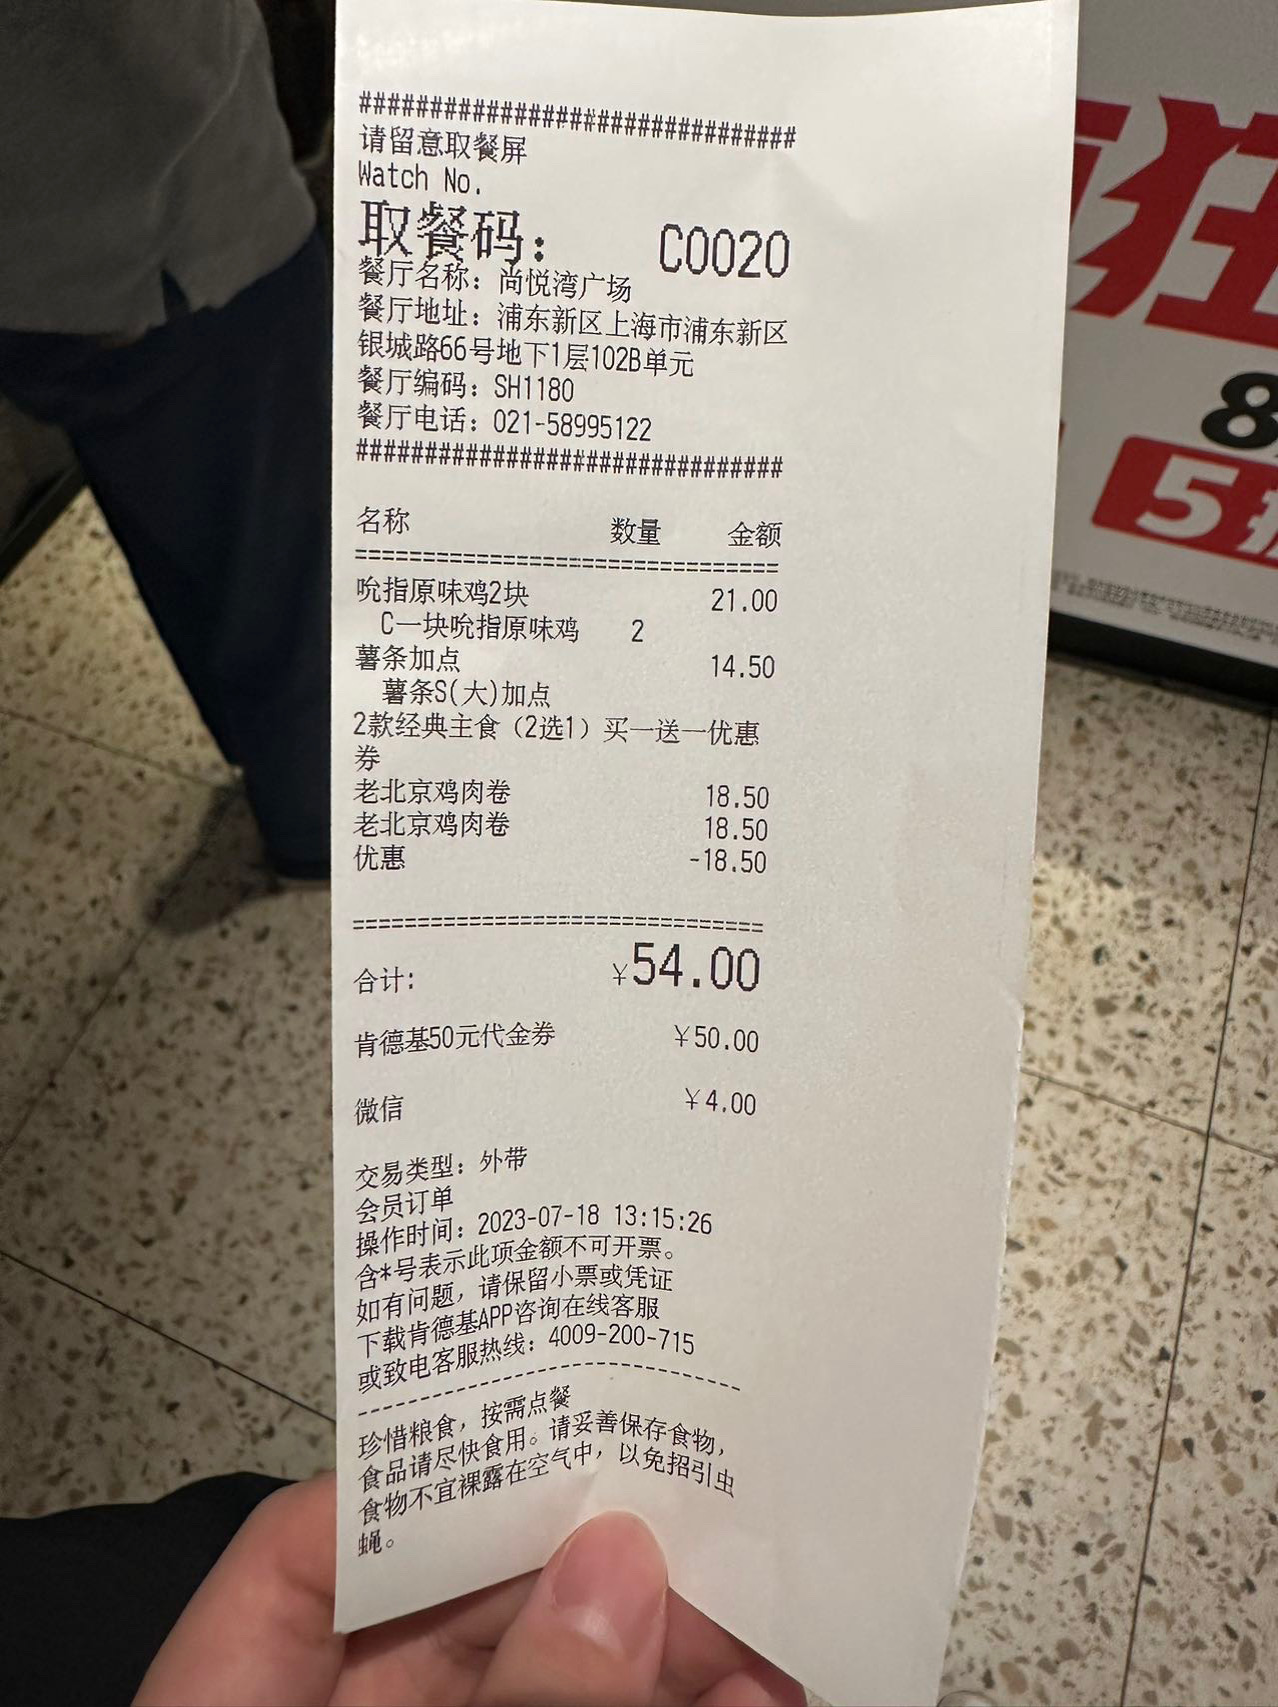 ################################
请留意取餐屏
Watch No.
取餐码： C0020
餐厅名称：尚悦湾广场
餐厅地址：浦东新区上海市浦东新区
银城路66号地下1层102B单元
餐厅编码：SH1180
餐厅电话：021-58995122
################################
名称 数量 金额
================================
吮指原味鸡2块 21.00
C一块吮指原味鸡 2
薯条加点 14.50
薯条S(大)加点
2款经典主食（2选1）买一送一优惠
券
老北京鸡肉卷 18.50
老北京鸡肉卷 18.50
优惠 -18.50
================================
合计: ¥54.00
肯德基50元代金券 ¥50.00
微信 ¥4.00
交易类型：外带
会员订单
操作时间：2023-07-18 13:15:26
含*号表示此项金额不可开票。
如有问题，请保留小票或凭证
下载肯德基APP咨询在线客服
或致电客服热线：4009-200-715
--------------------------------
珍惜粮食，按需点餐
食品请尽快食用。请妥善保存食物，
食物不宜裸露在空气中，以免招引虫
蝇。
狂
8
5